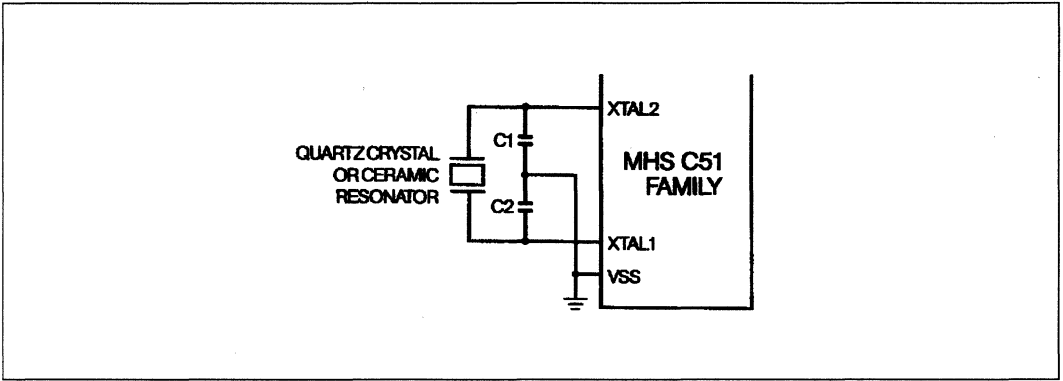 XTAL2
C1
QUARTZ CRYSTAL
OR CERAMIC
RESONATOR
MHS C51
FAMILY
C2
XTAL1
VSS